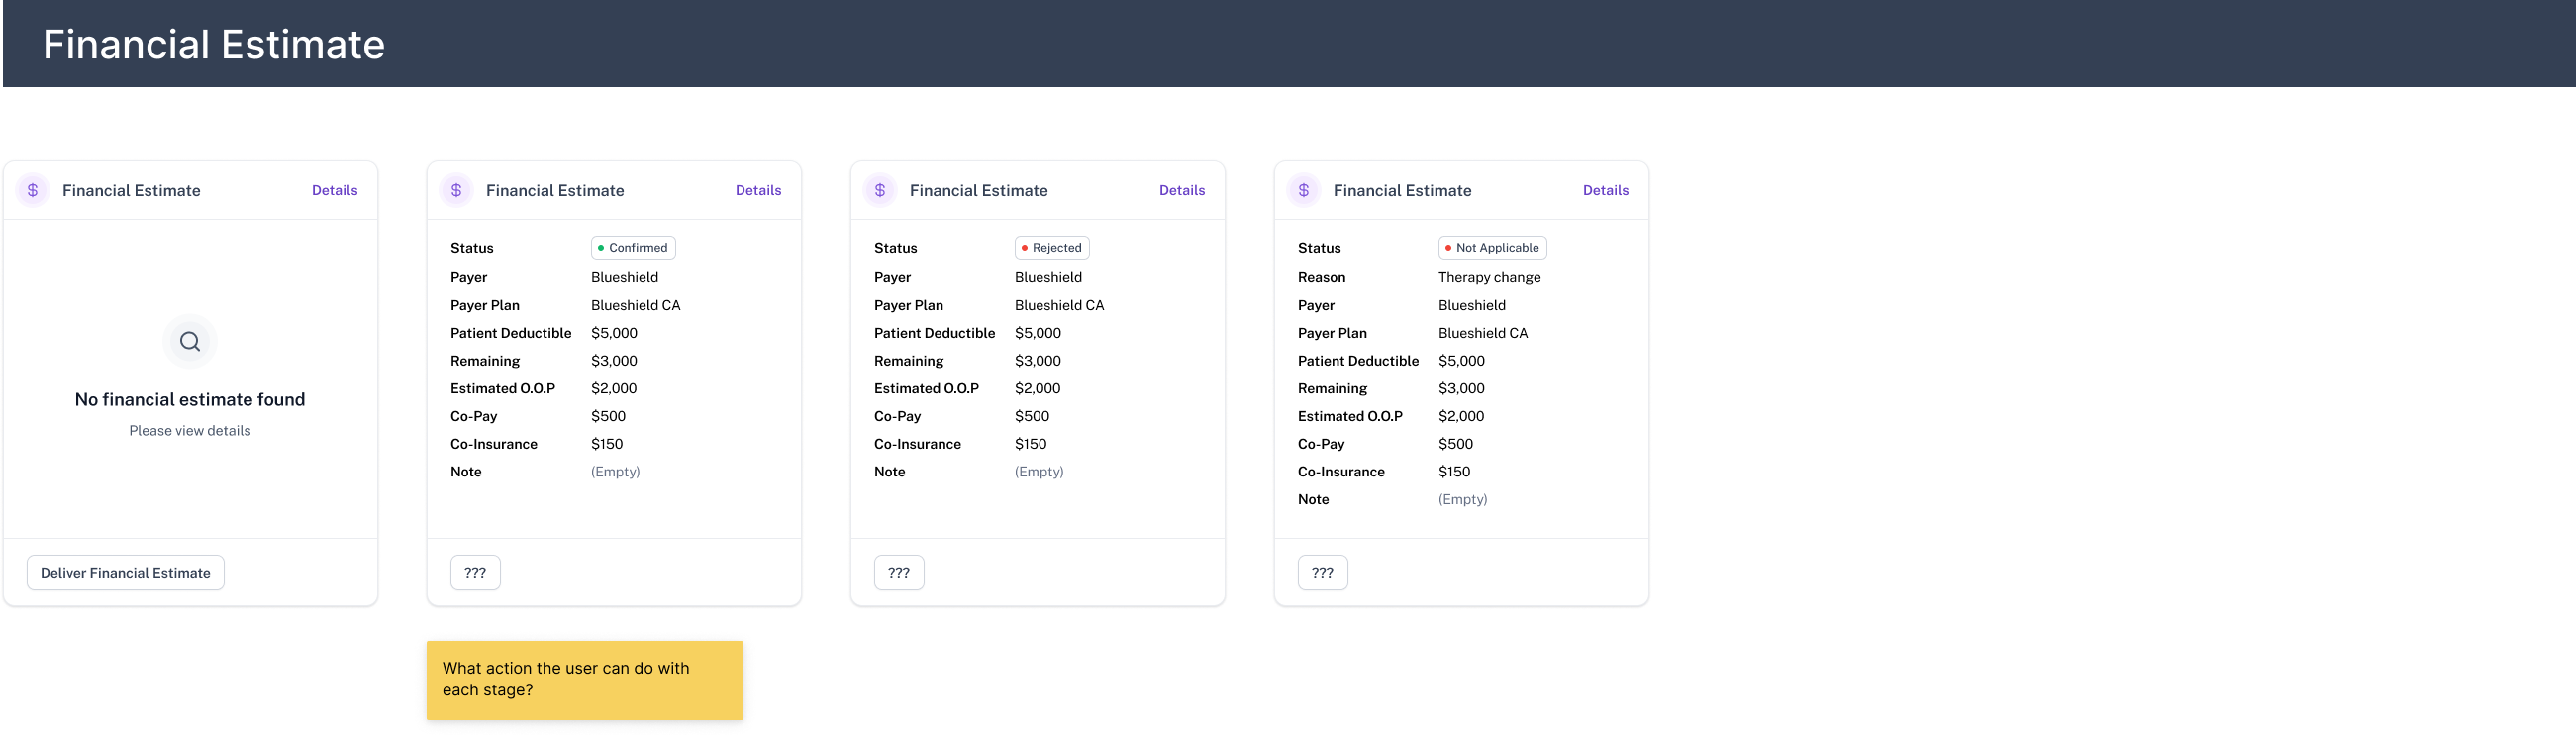 Financial Estimate
$ Financial Estimate Details
No financial estimate found
Please view details
Deliver Financial Estimate
$ Financial Estimate Details
Status Confirmed
Payer Blueshield
Payer Plan Blueshield CA
Patient Deductible $5,000
Remaining $3,000
Estimated O.O.P $2,000
Co-Pay $500
Co-Insurance $150
Note (Empty)
???
$ Financial Estimate Details
Status Rejected
Payer Blueshield
Payer Plan Blueshield CA
Patient Deductible $5,000
Remaining $3,000
Estimated O.O.P $2,000
Co-Pay $500
Co-Insurance $150
Note (Empty)
???
$ Financial Estimate Details
Status Not Applicable
Reason Therapy change
Payer Blueshield
Payer Plan Blueshield CA
Patient Deductible $5,000
Remaining $3,000
Estimated O.O.P $2,000
Co-Pay $500
Co-Insurance $150
Note (Empty)
???
What action the user can do with
each stage?